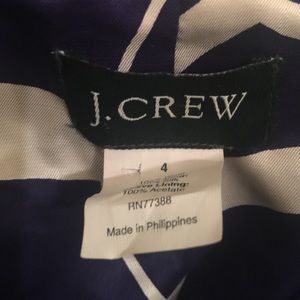 J.CREW
4
100% Acetate
RN77388
Made in Philippines